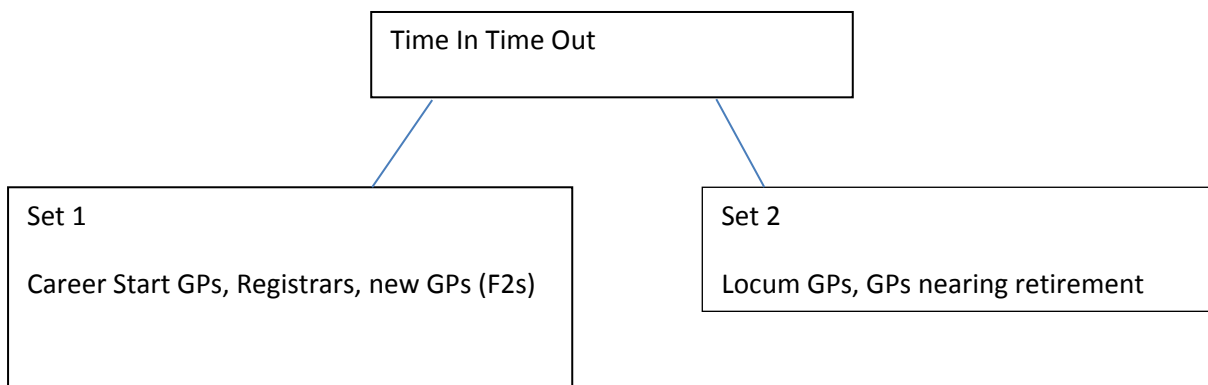 Time In Time Out
Set 1
Career Start GPs, Registrars, new GPs (F2s)
Set 2
Locum GPs, GPs nearing retirement